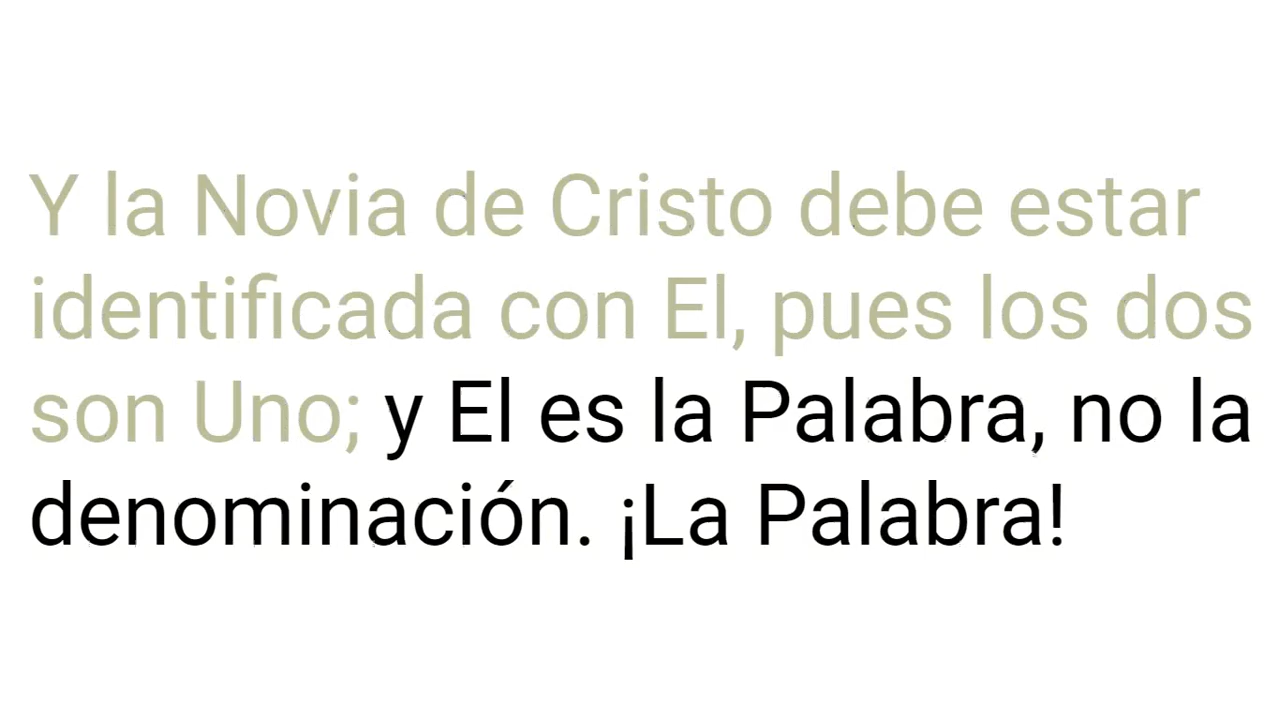 Y la Novia de Cristo debe estar
identificada con El, pues los dos
son Uno; y El es la Palabra, no la
denominación. ¡La Palabra!